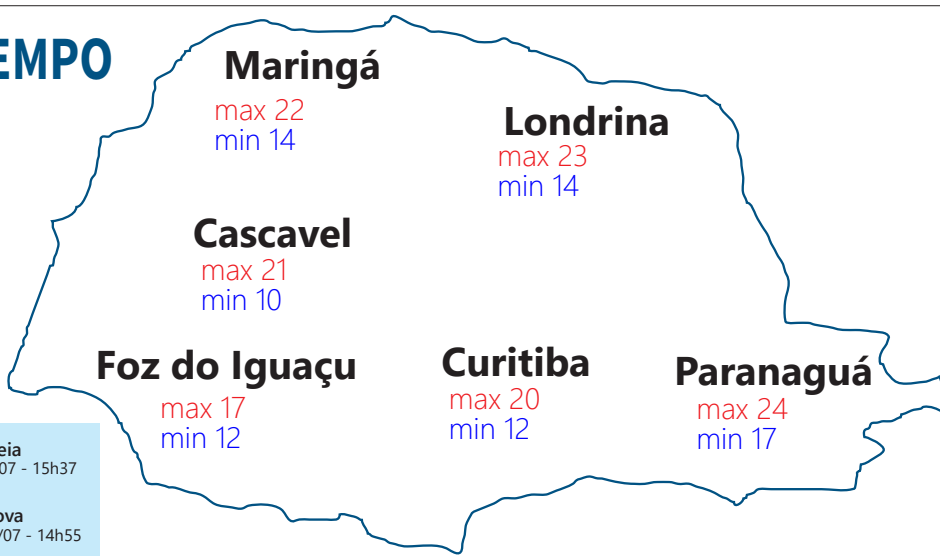 EMPO
Maringá
max 22
min 14
Londrina
max 23
min 14
Cascavel
max 21
min 10
Foz do Iguaçu
max 17
min 12
Curitiba
max 20
min 12
Paranaguá
max 24
min 17
eia
07 - 15h37
ova
/07 - 14h55